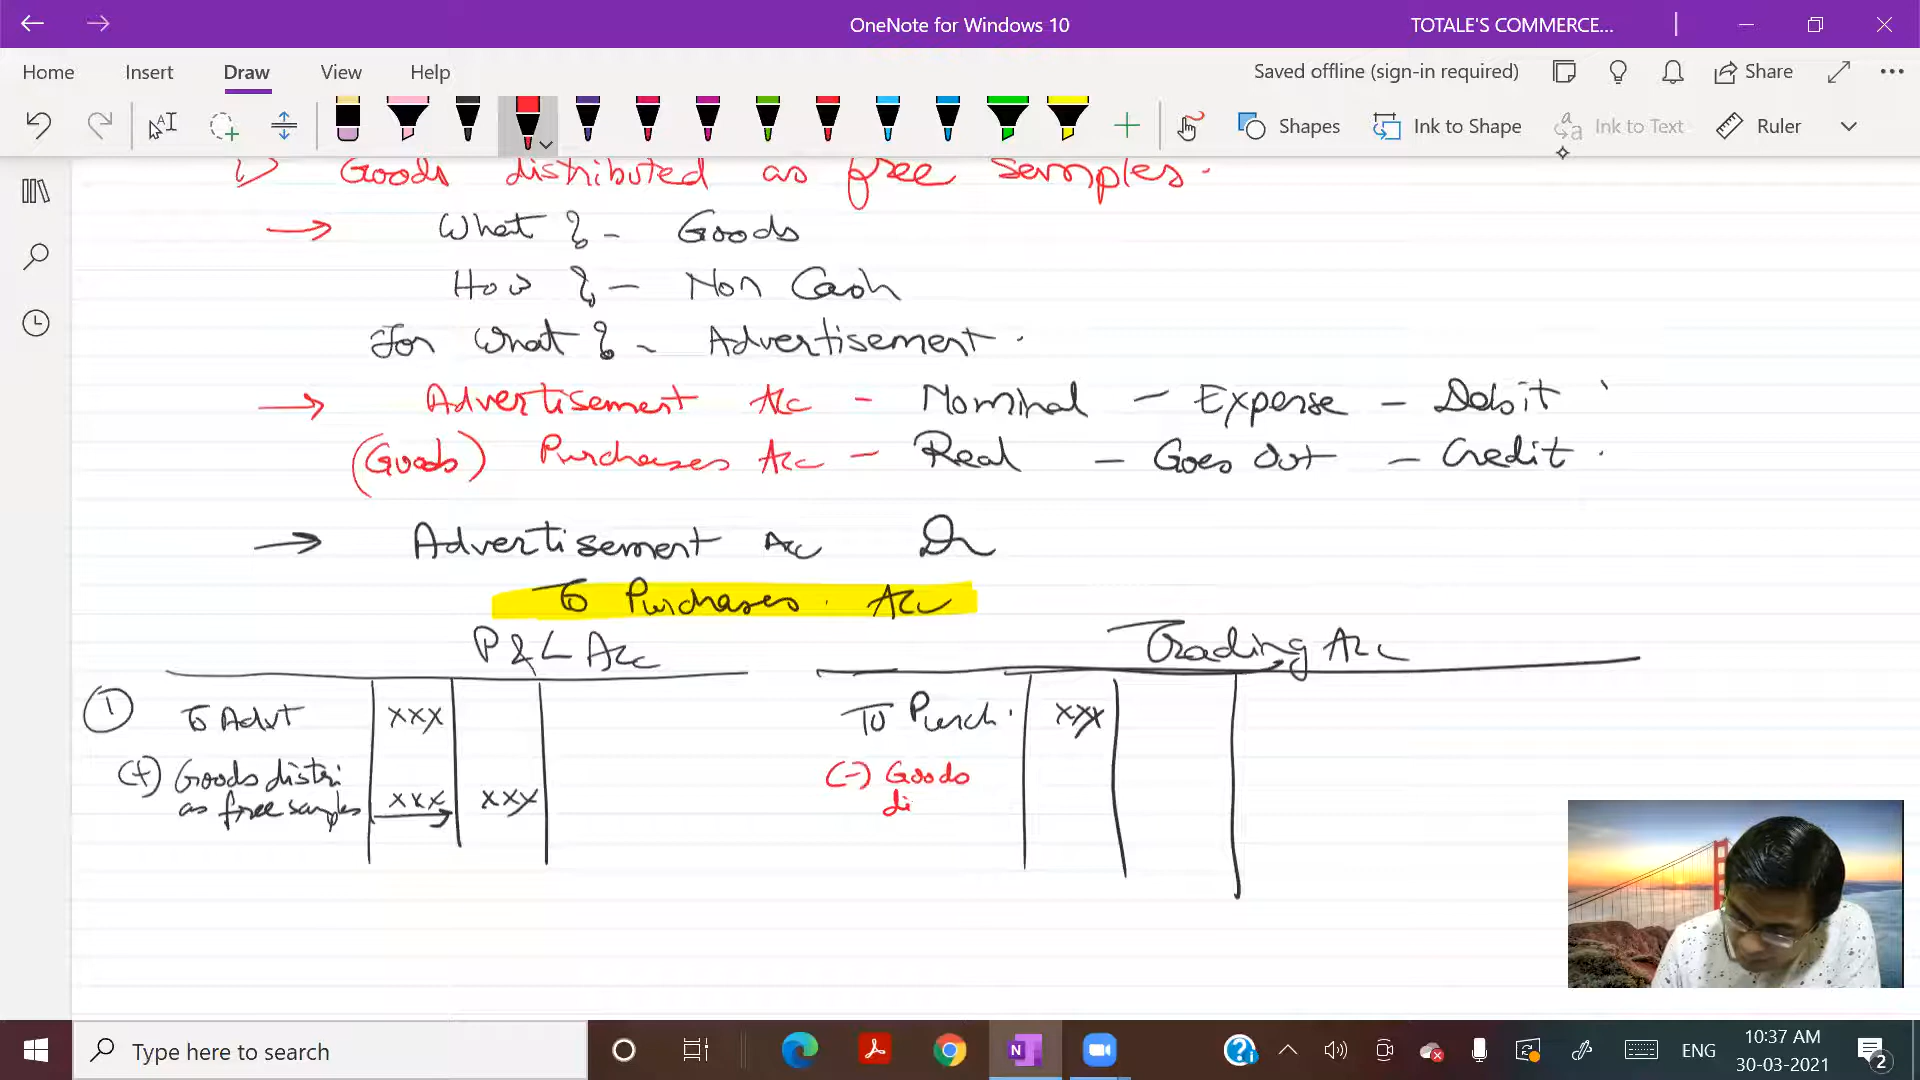 OneNote for Windows 10
TOTALE'S COMMERCE...
Home Insert Draw View Help
Saved offline (sign-in required)
Share
Shapes
Ink to Shape
Ink to Text
Ruler
Goods distributed as free samples.
→ What ? - Goods
How ? - Non Cash
For What ? - Advertisement.
→ Advertisement A/c - Nominal - Expense - Debit
(Goods) Purchases A/c - Real - Goes Out - Credit.
→ Advertisement A/c Dr
To Purchases. A/c
P & L A/c
① To Advt xxx
(+) Goods distri
as free samples xxx xxx
Trading A/c
To Purch. xxx
(-) Goods
di
Type here to search
ENG
10:37 AM
30-03-2021
2